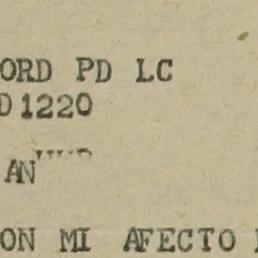 ORD PD LC
D1220
AN
ON MI AFECTO